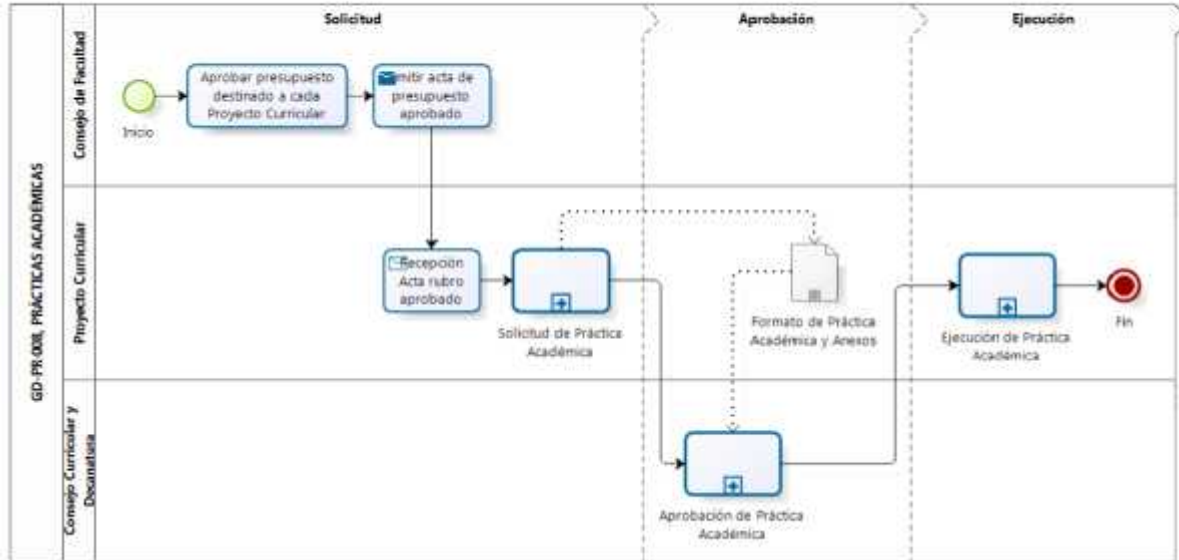 Solicitud
Aprobación
Ejecución
GD-PR-008, PRÁCTICAS ACADÉMICAS
Consejo de Facultad
Inicio
Aprobar presupuesto
destinado a cada
Proyecto Curricular
mitir acta de
presupuesto
aprobado
Proyecto Curricular
Recepción
Acta rubro
aprobado
Solicitud de Práctica
Académica
Formato de Práctica
Académica y Anexos
Ejecución de Práctica
Académica
Fin
Consejo Curricular y
Decanatura
Aprobación de Práctica
Académica